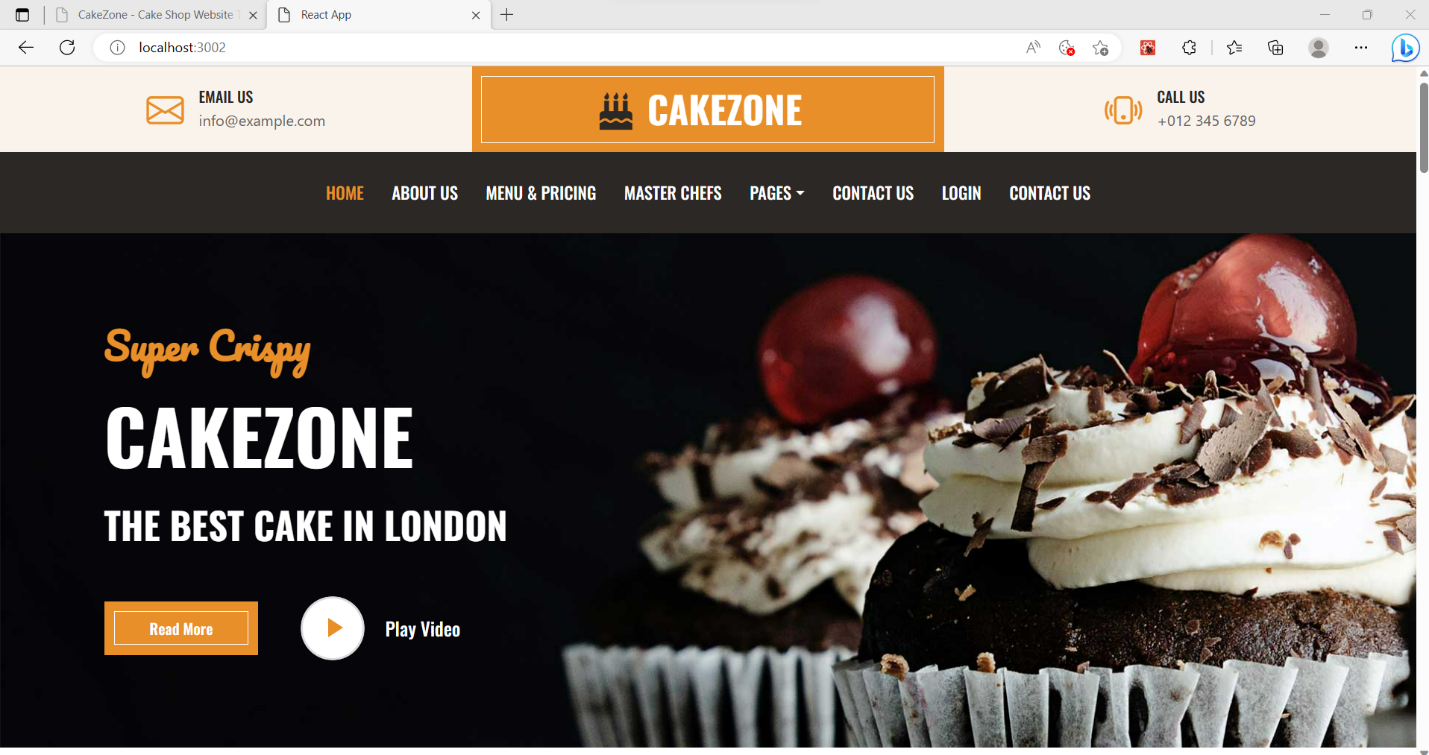 CakeZone - Cake Shop Website
React App
localhost:3002
EMAIL US
info@example.com
CAKEZONE
CALL US
+012 345 6789
HOME ABOUT US MENU & PRICING MASTER CHEFS PAGES CONTACT US LOGIN CONTACT US
Super Crispy
CAKEZONE
THE BEST CAKE IN LONDON
Read More
Play Video